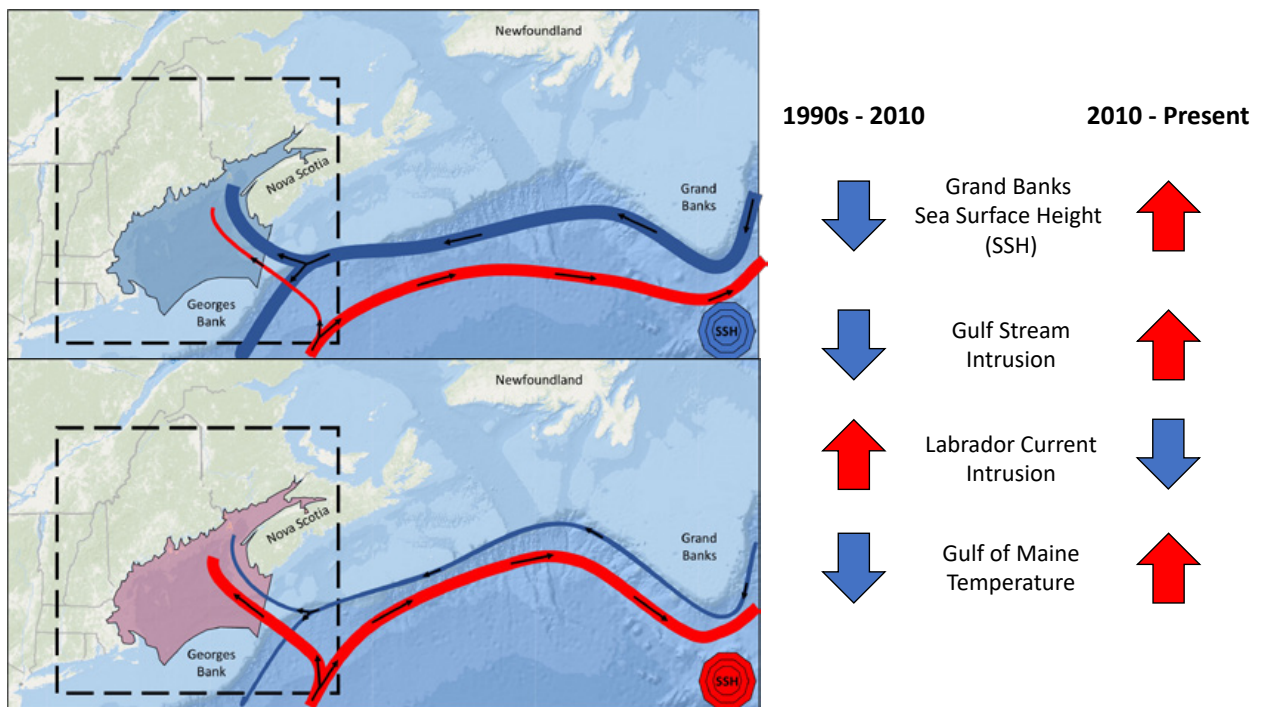 Newfoundland
Nova Scotia
Grand
Banks
Georges
Bank
SSH
Newfoundland
Nova Scotia
Grand
Banks
Georges
Bank
SSH
1990s - 2010
2010 - Present
Grand Banks
Sea Surface Height
(SSH)
Gulf Stream
Intrusion
Labrador Current
Intrusion
Gulf of Maine
Temperature